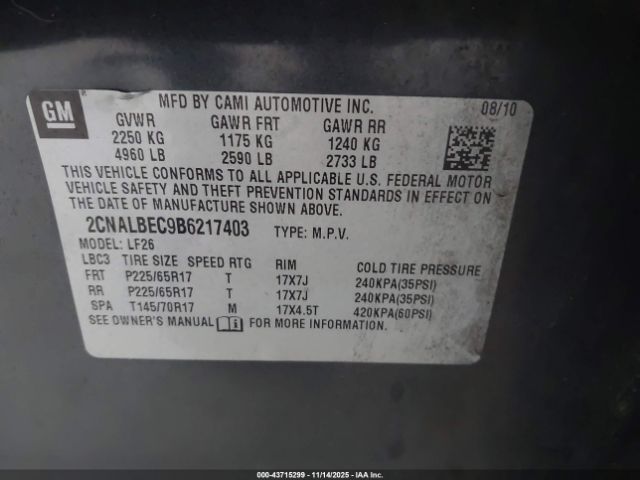 GM
MFD BY CAMI AUTOMOTIVE INC. 08/10
GVWR GAWR FRT GAWR RR
2250 KG 1175 KG 1240 KG
4960 LB 2590 LB 2733 LB
THIS VEHICLE CONFORMS TO ALL APPLICABLE U.S. FEDERAL MOTOR
VEHICLE SAFETY AND THEFT PREVENTION STANDARDS IN EFFECT ON
THE DATE OF MANUFACTURE SHOWN ABOVE.
2CNALBEC9B6217403 TYPE: M.P.V.
MODEL: LF26
LBC3 TIRE SIZE SPEED RTG RIM COLD TIRE PRESSURE
FRT P225/65R17 T 17X7J 240KPA(35PSI)
RR P225/65R17 T 17X7J 240KPA(35PSI)
SPA T145/70R17 M 17X4.5T 420KPA(60PSI)
SEE OWNER'S MANUAL i FOR MORE INFORMATION.
000-43715299 - 11/14/2025 - IAAI.com